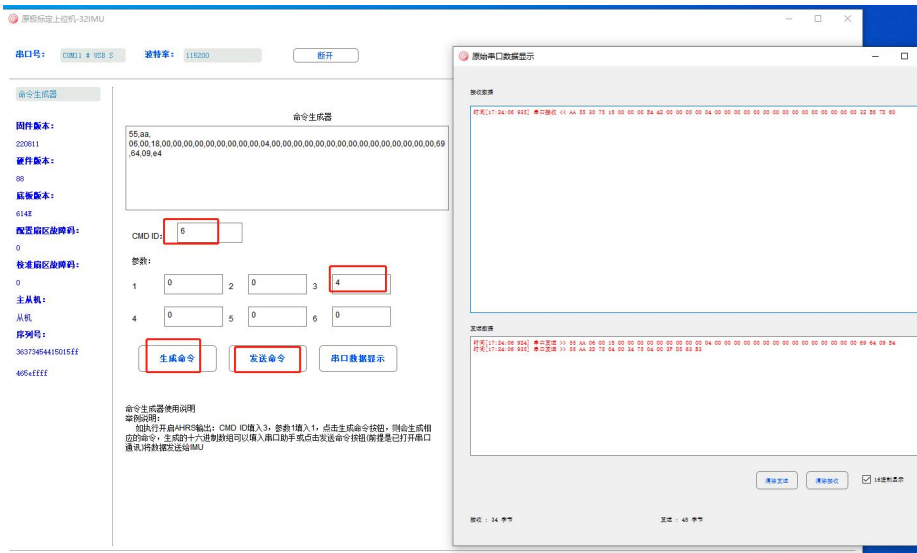 原极标定上位机-32IMU
串口号： COM11 # USB S 波特率： 115200 断开
命令生成器
固件版本：
220811
硬件版本：
88
底板版本：
614E
配置扇区故障码：
0
校准扇区故障码：
0
主从机：
从机
序列号：
36373454415015ff
465effff
命令生成器
55,aa,
06,00,18,00,00,00,00,00,00,00,00,00,04,00,00,00,00,00,00,00,00,00,00,00,00,00,00,69
,64,09,e4
CMD ID： 6
参数：
1 0 2 0 3 4
4 0 5 0 6 0
生成命令 发送命令 串口数据显示
命令生成器使用说明
举例说明：
如执行开启AHRS输出：CMD ID填入3，参数1填入1，点击生成命令按钮，则会生成相
应的命令，生成的十六进制数组可以填入串口助手或点击发送命令按钮(前提是已打开串口
通讯)将数据发送给IMU
原始串口数据显示
接收数据
发送数据
清除发送 清除接收 16进制显示
接收 : 34 字节 发送 : 48 字节